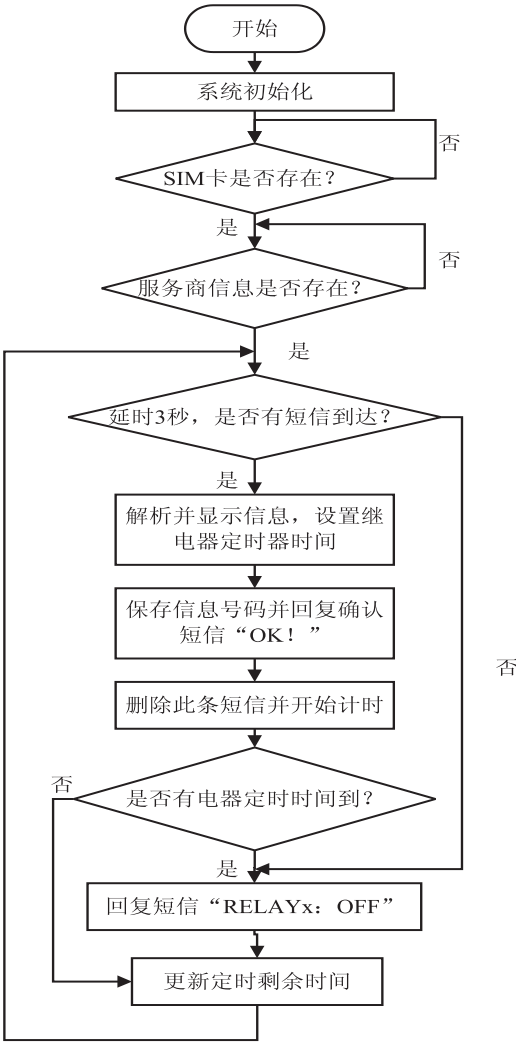 开始
系统初始化
否
SIM卡是否存在？
是
否
服务商信息是否存在？
是
延时3秒，是否有短信到达？
是
解析并显示信息，设置继
电器定时器时间
保存信息号码并回复确认
短信“OK！”
否
删除此条短信并开始计时
否
是否有电器定时时间到？
是
回复短信“RELAYx：OFF”
更新定时剩余时间